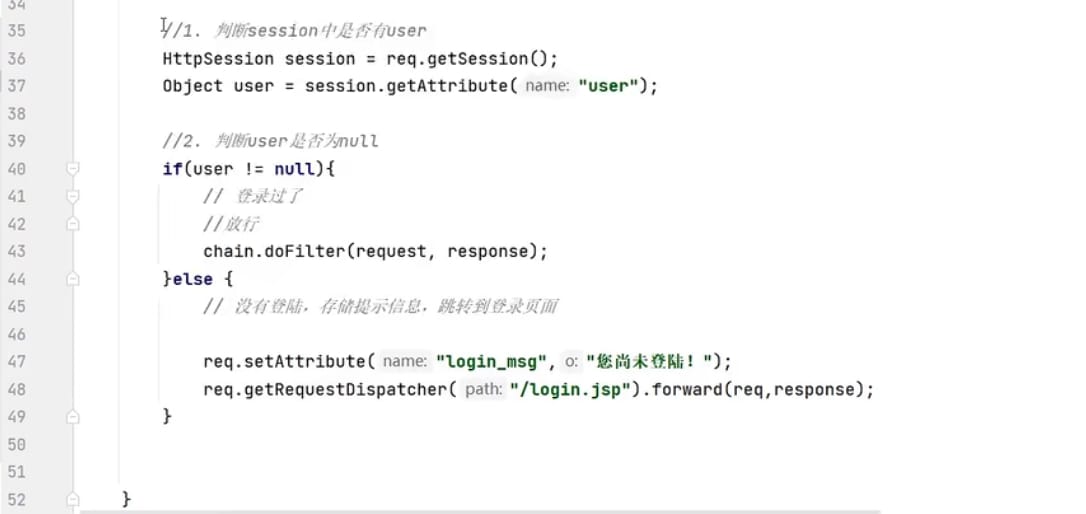 34
35 //1. 判断session中是否有user
36 HttpSession session = req.getSession();
37 Object user = session.getAttribute( name: "user");
38
39 //2. 判断user是否为null
40 if(user != null){
41 // 登录过了
42 //放行
43 chain.doFilter(request, response);
44 }else {
45 // 没有登陆，存储提示信息，跳转到登录页面
46
47 req.setAttribute( name: "login_msg", o: "您尚未登陆！");
48 req.getRequestDispatcher( path: "/login.jsp").forward(req,response);
49 }
50
51
52 }